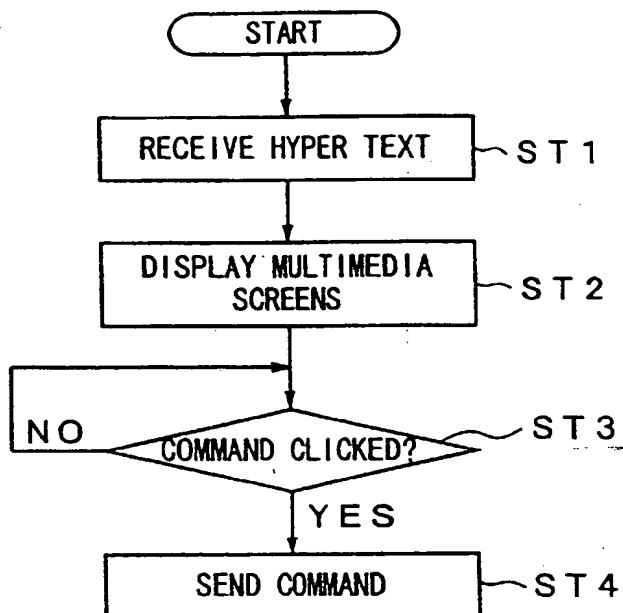 START
RECEIVE HYPER TEXT
ST1
DISPLAY MULTIMEDIA
SCREENS
ST2
NO
COMMAND CLICKED?
ST3
YES
SEND COMMAND
ST4